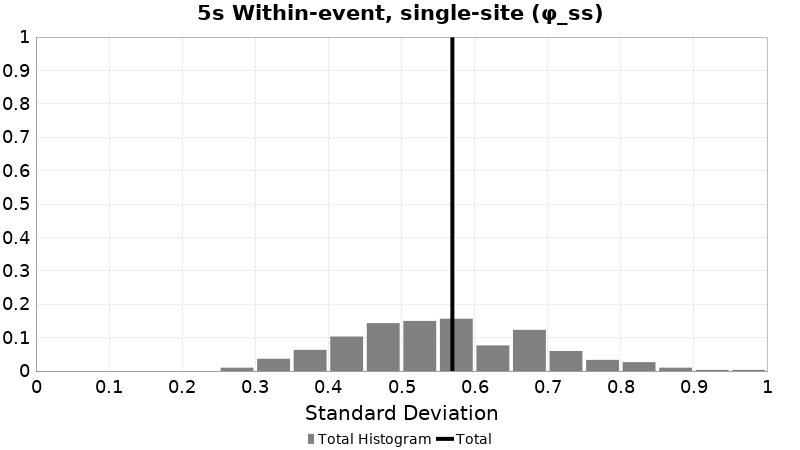 5s Within-event, single-site (φ_ss)
1
0.9
0.8
0.7
0.6
0.5
0.4
0.3
0.2
0.1
0
0 0.1 0.2 0.3 0.4 0.5 0.6 0.7 0.8 0.9 1
Standard Deviation
Total Histogram Total